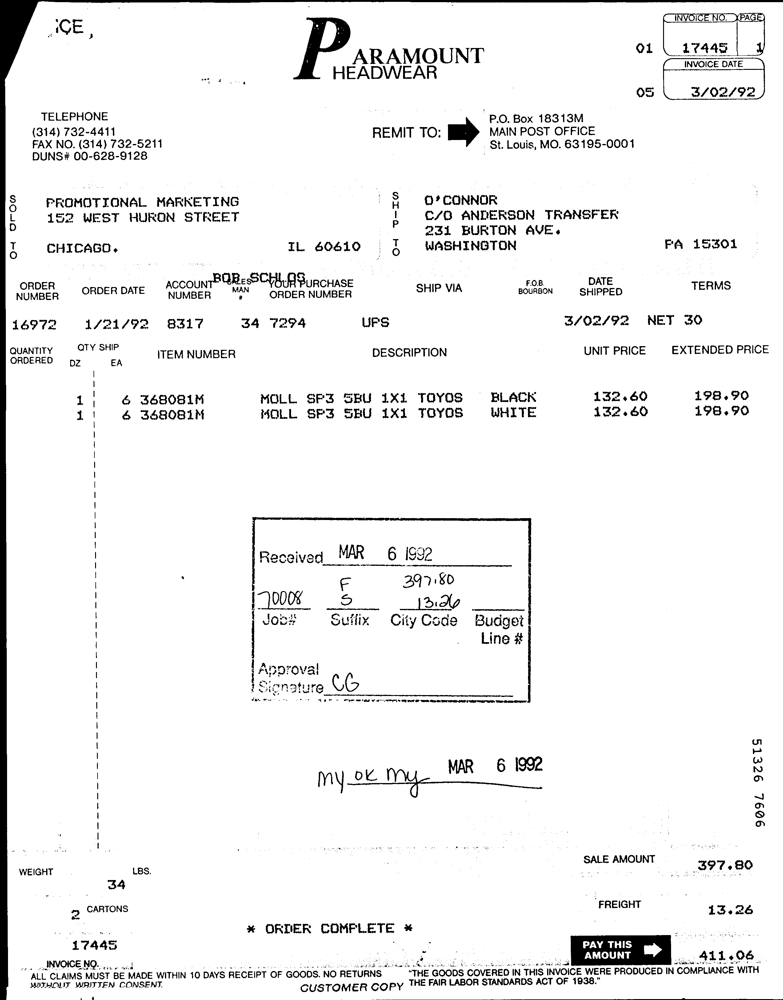 ICE,
PARAMOUNT
HEADWEAR
INVOICE NO. PAGE
01 17445 1
INVOICE DATE
05 3/02/92
TELEPHONE
(314) 732-4411
FAX NO. (314) 732-5211
DUNS# 00-628-9128
REMIT TO:
P.O. Box 18313M
MAIN POST OFFICE
St. Louis, MO. 63195-0001
SOLD TO
PROMOTIONAL MARKETING
152 WEST HURON STREET
CHICAGO. IL 60610
SHIP TO
O'CONNOR
C/O ANDERSON TRANSFER
231 BURTON AVE.
WASHINGTON PA 15301
BOB SCHLOS
ORDER NUMBER ORDER DATE ACCOUNT NUMBER SALES MAN # YOUR PURCHASE ORDER NUMBER SHIP VIA F.O.B. BOURBON DATE SHIPPED TERMS
16972 1/21/92 8317 34 7294 UPS 3/02/92 NET 30
QUANTITY ORDERED QTY SHIP DZ EA ITEM NUMBER DESCRIPTION UNIT PRICE EXTENDED PRICE
1 6 368081M MOLL SP3 5BU 1X1 TOYOS BLACK 132.60 198.90
1 6 368081M MOLL SP3 5BU 1X1 TOYOS WHITE 132.60 198.90
Received MAR 6 1992
F 397.80
70008 S 13.26
Job# Suffix City Code Budget
Line #
Approval
Signature CG
my ok my MAR 6 1992
51326 7606
SALE AMOUNT 397.80
WEIGHT LBS.
34
FREIGHT 13.26
2 CARTONS
* ORDER COMPLETE *
17445
INVOICE NO.
PAY THIS
AMOUNT 411.06
ALL CLAIMS MUST BE MADE WITHIN 10 DAYS RECEIPT OF GOODS. NO RETURNS
WITHOUT WRITTEN CONSENT.
CUSTOMER COPY
"THE GOODS COVERED IN THIS INVOICE WERE PRODUCED IN COMPLIANCE WITH
THE FAIR LABOR STANDARDS ACT OF 1938."